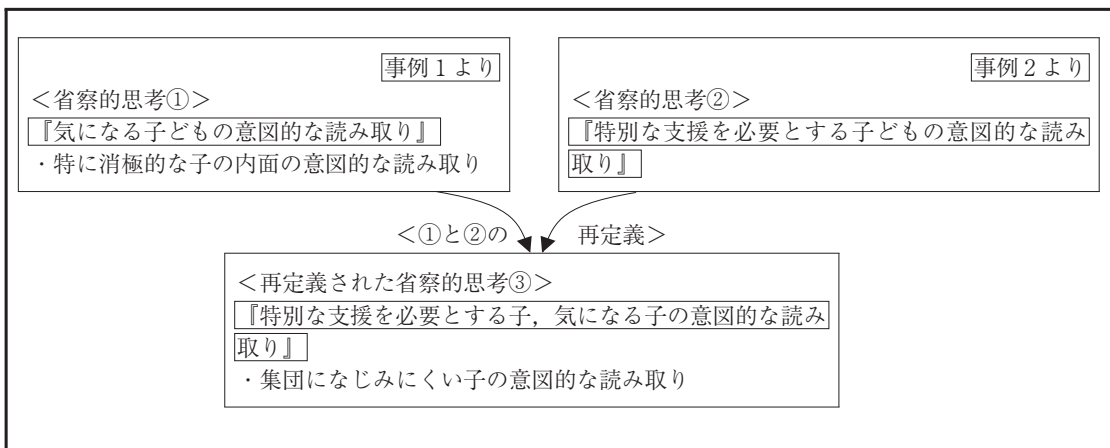 事例1より
＜省察的思考①＞
『気になる子どもの意図的な読み取り』
・特に消極的な子の内面の意図的な読み取り
事例2より
＜省察的思考②＞
『特別な支援を必要とする子どもの意図的な読み
取り』
＜①と②の 再定義＞
＜再定義された省察的思考③＞
『特別な支援を必要とする子，気になる子の意図的な読み
取り』
・集団になじみにくい子の意図的な読み取り